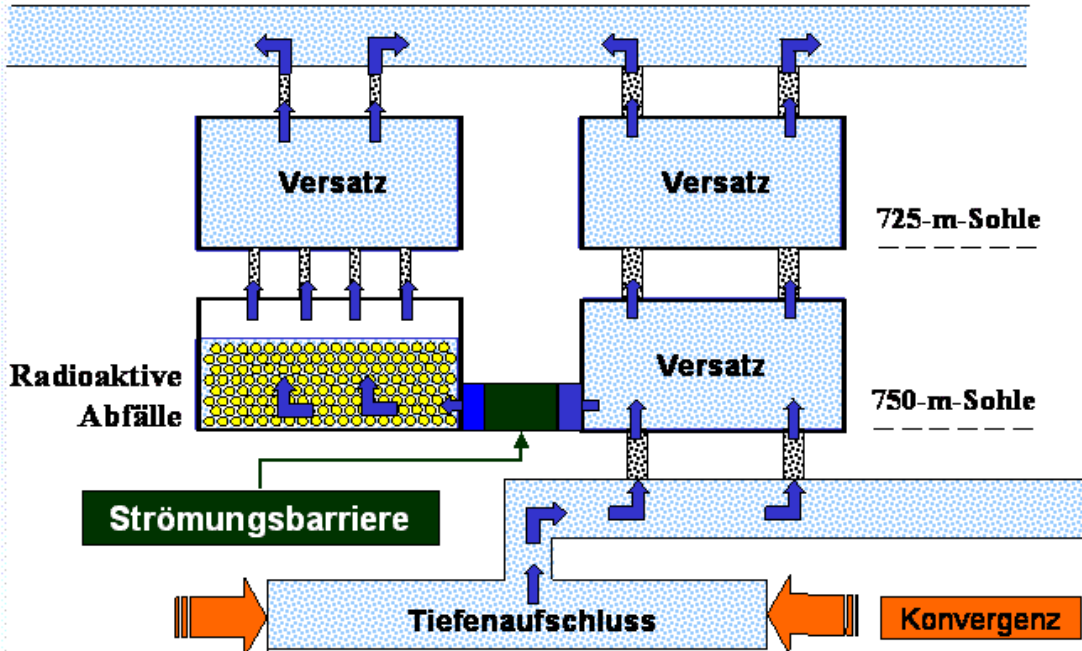 Versatz
Versatz
725-m-Sohle
Radioaktive
Abfälle
Versatz
750-m-Sohle
Strömungsbarriere
Tiefenaufschluss
Konvergenz